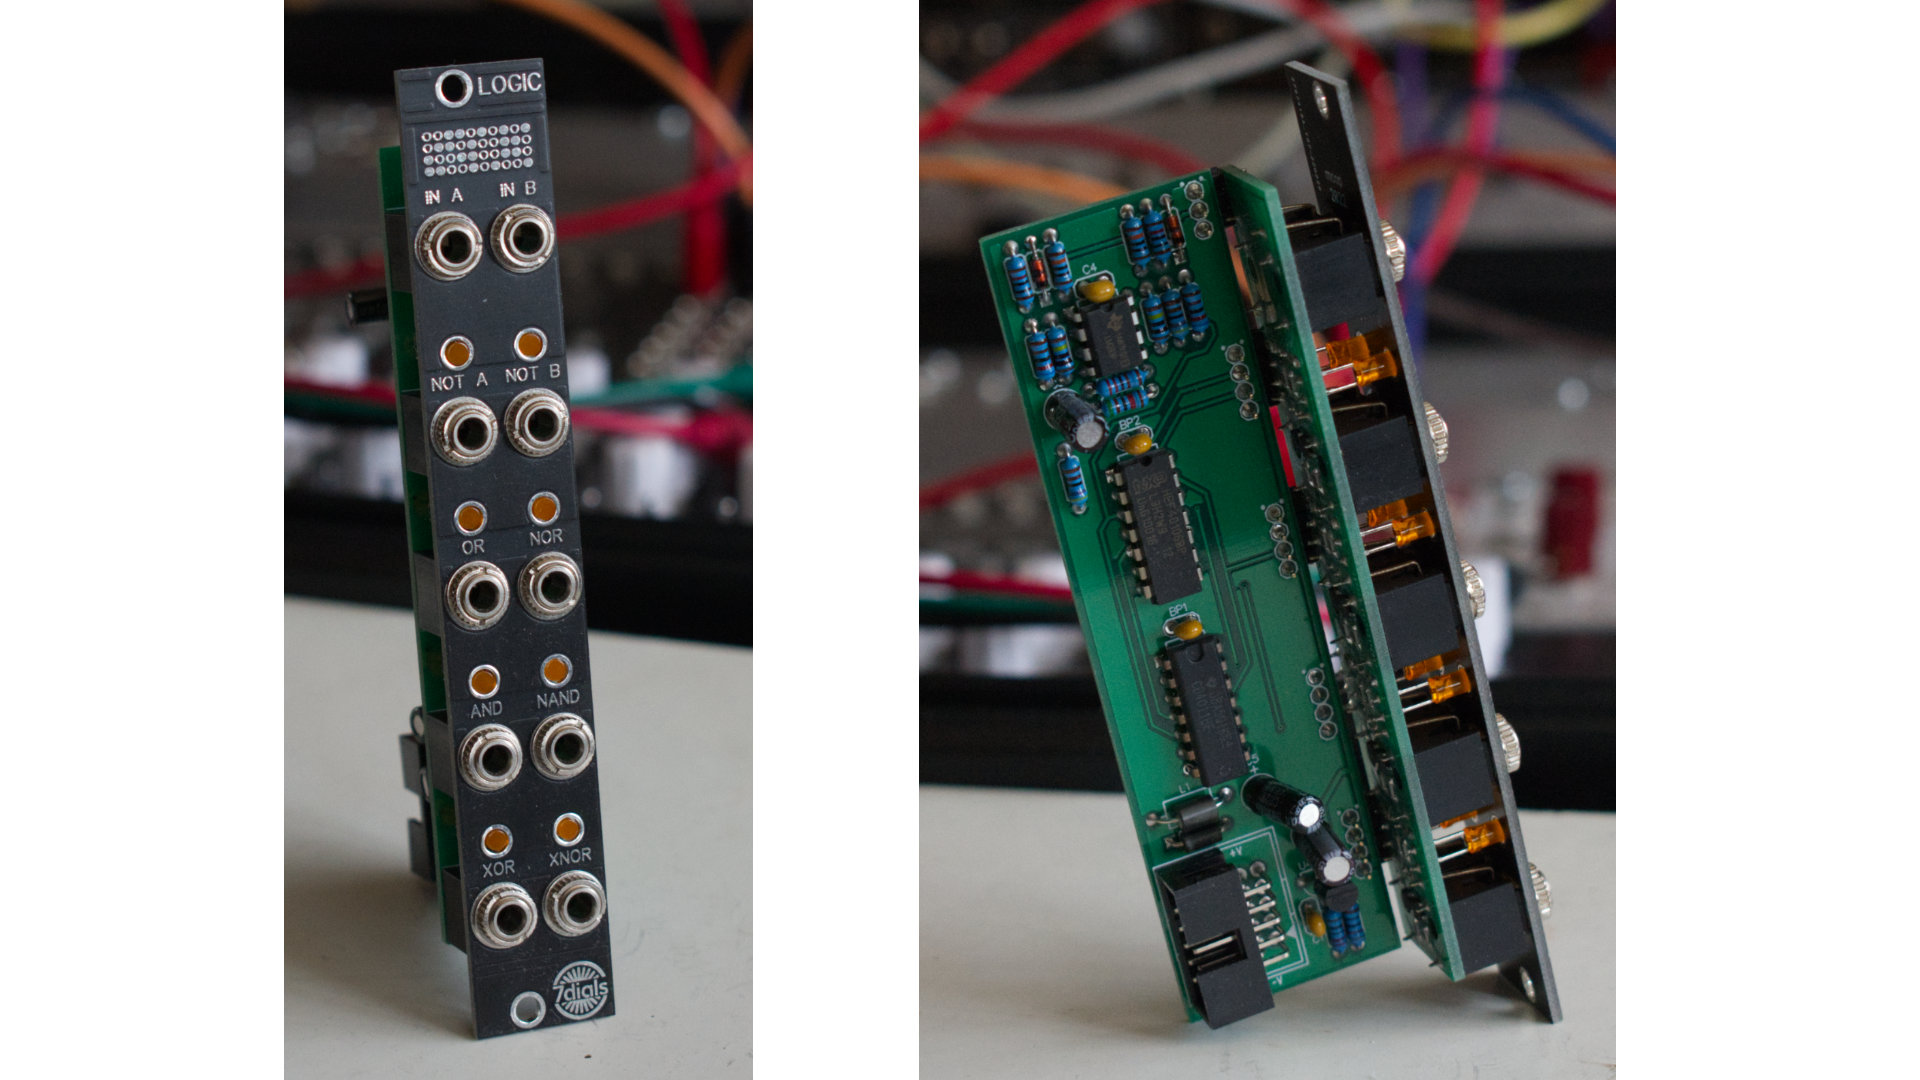 LOGIC
IN A IN B
NOT A NOT B
OR NOR
AND NAND
XOR XNOR
7dials
C4
BP2
BP1
L1
+V
-V